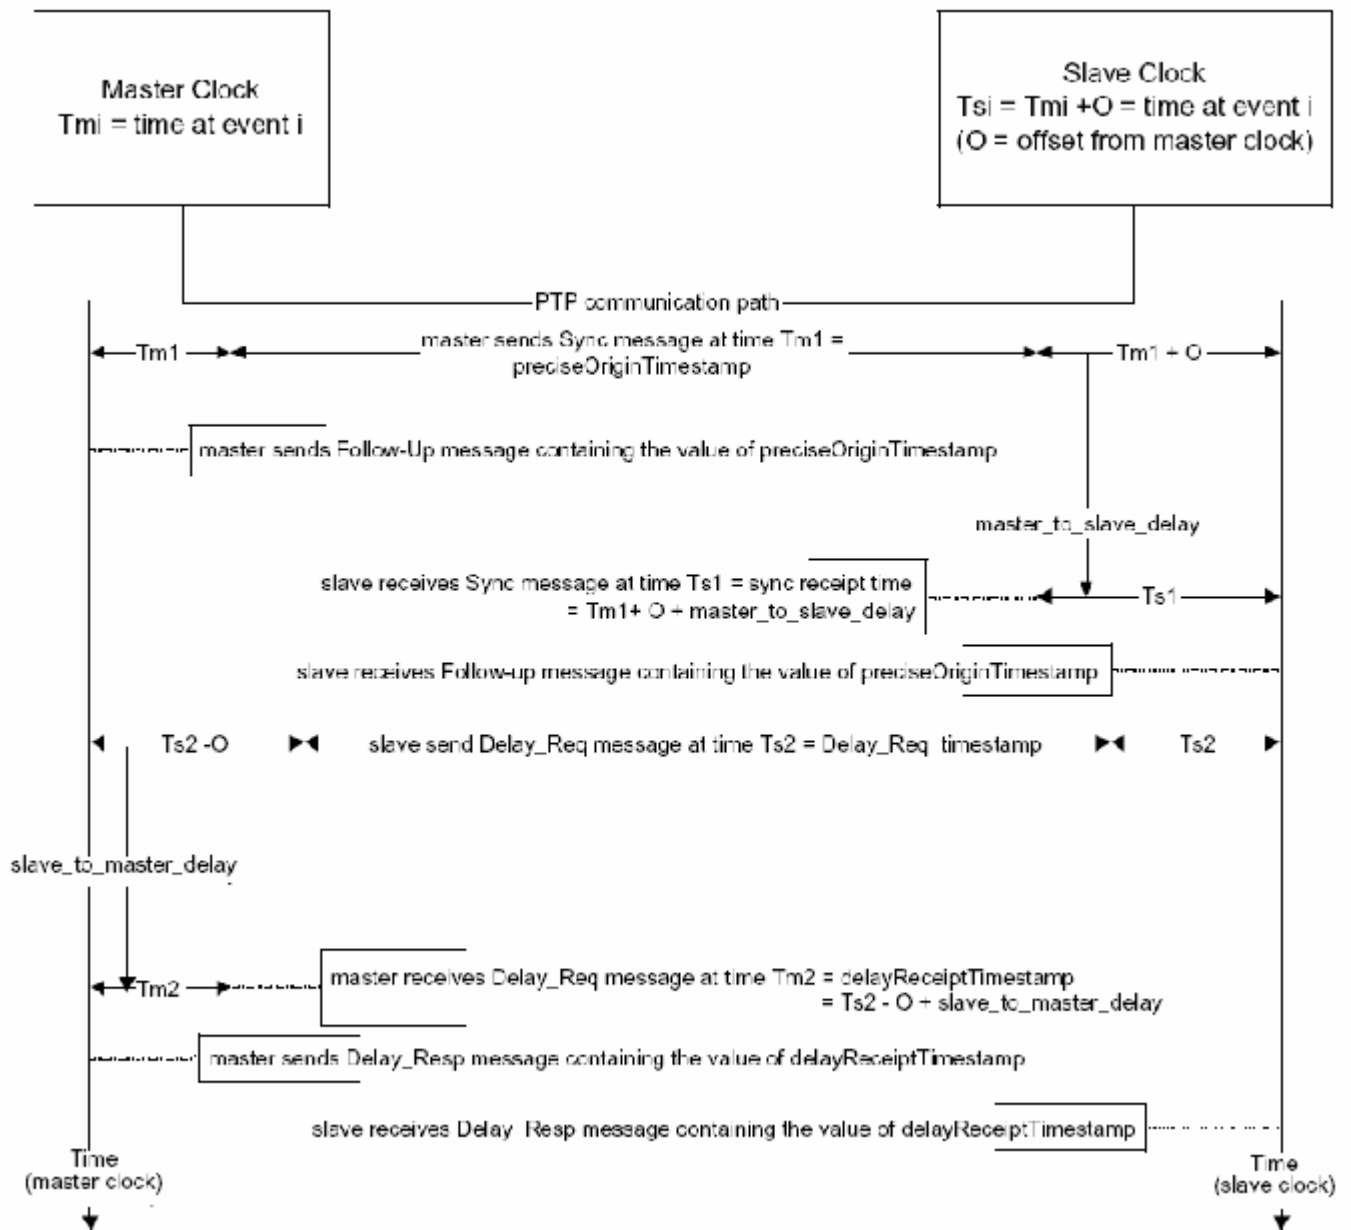 Master Clock
Tmi = time at event i
Slave Clock
Tsi = Tmi +O = time at event i
(O = offset from master clock)
PTP communication path
Tm1
master sends Sync message at time Tm1 =
preciseOriginTimestamp
Tm1 + O
master sends Follow-Up message containing the value of preciseOriginTimestamp
master_to_slave_delay
slave receives Sync message at time Ts1 = sync receipt time
= Tm1+ O + master_to_slave_delay
Ts1
slave receives Follow-up message containing the value of preciseOriginTimestamp
Ts2 -O
slave send Delay_Req message at time Ts2 = Delay_Req timestamp
Ts2
slave_to_master_delay
Tm2
master receives Delay_Req message at time Tm2 = delayReceiptTimestamp
= Ts2 - O + slave_to_master_delay
master sends Delay_Resp message containing the value of delayReceiptTimestamp
slave receives Delay Resp message containing the value of delayReceiptTimestamp
Time
(master clock)
Time
(slave clock)